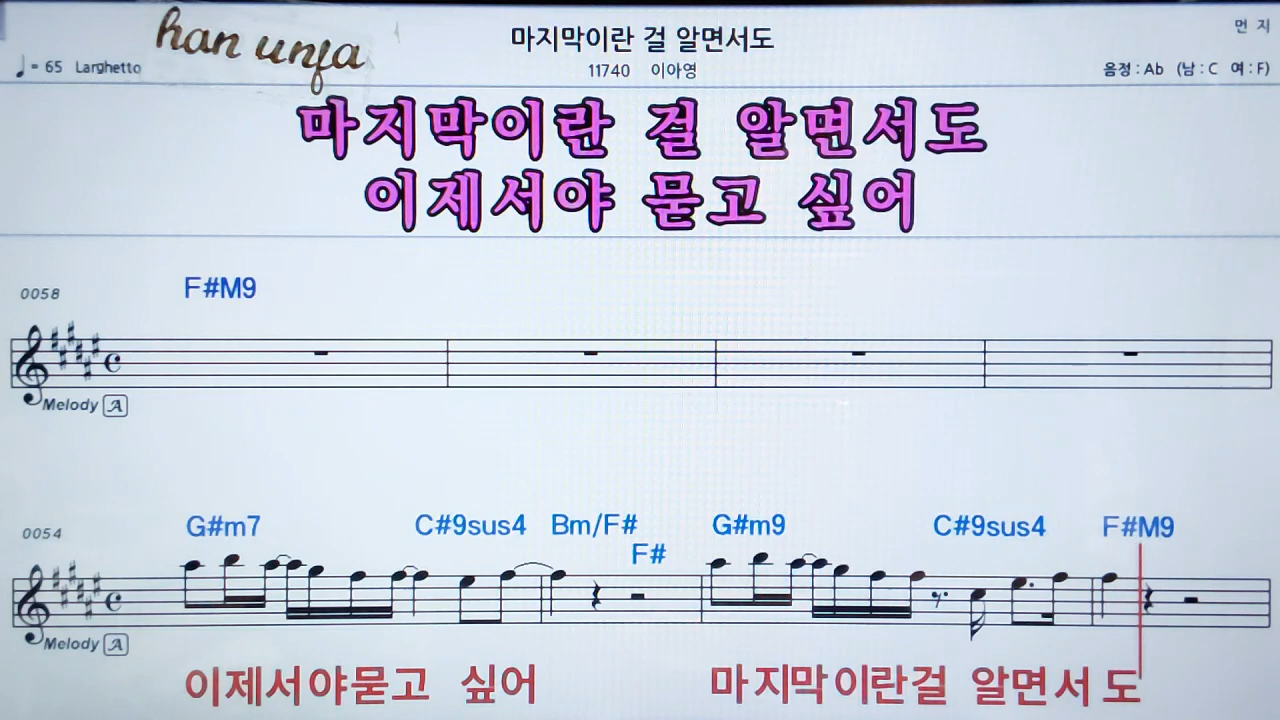 han unfa
마지막이란 걸 알면서도
먼 지
♩= 65 Larghetto
11740 이아영
음정 : Ab (남 : C 여 : F)
마지막이란 걸 알면서도
이제서야 묻고 싶어
0058
F#M9
Melody A
0054
G#m7 C#9sus4 Bm/F# F# G#m9 C#9sus4 F#M9
Melody A
이제서야묻고 싶어 마지막이란걸 알면서도